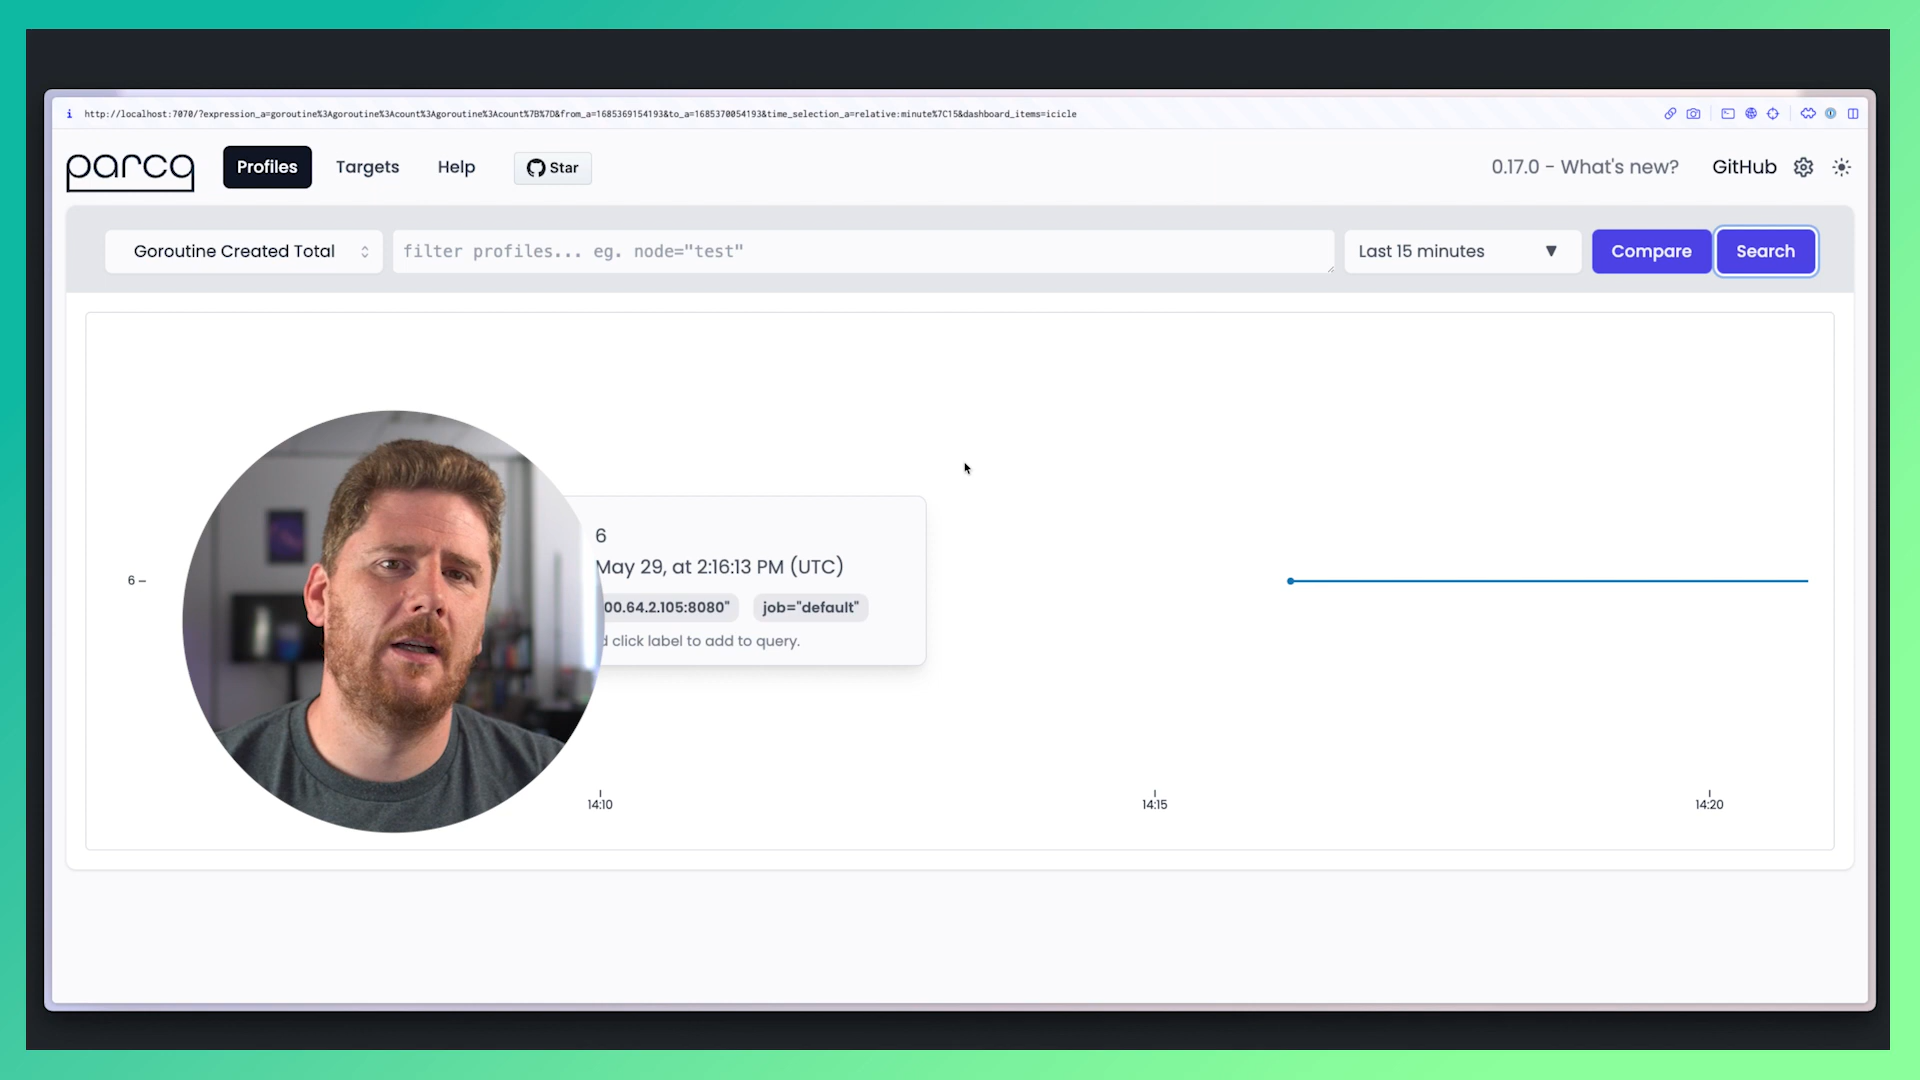 http://localhost:7070/?expression_a=goroutine%3Agoroutine%3Acount%3Agoroutine%3Acount%7B%7D&from_a=1685369154193&to_a=1685370054193&time_selection_a=relative:minute%7C15&dashboard_items=icicle
parca
Profiles
Targets
Help
Star
0.17.0 - What's new?
GitHub
Goroutine Created Total
filter profiles... eg. node="test"
Last 15 minutes
Compare
Search
6
May 29, at 2:16:13 PM (UTC)
00.64.2.105:8080"
job="default"
click label to add to query.
6
14:10
14:15
14:20